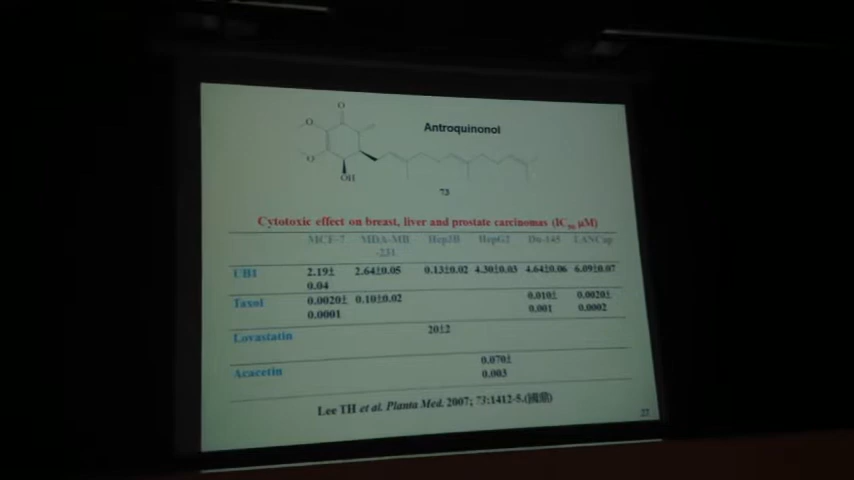 O
O
O
OH
Antroquinonol
73
Cytotoxic effect on breast, liver and prostate carcinomas (IC50 μM)
MCF-7 MDA-MB-231 Hep3B HepG2 Du-145 LANCap
UBI 2.19±0.04 2.64±0.05 0.13±0.02 4.30±0.03 4.64±0.06 6.09±0.07
Taxol 0.0020±0.0001 0.10±0.02 0.010±0.001 0.0020±0.0002
Lovastatin 20±2
Acacetin 0.070±0.003
Lee TH et al. Planta Med. 2007; 73:1412-5.(國鼎)
27